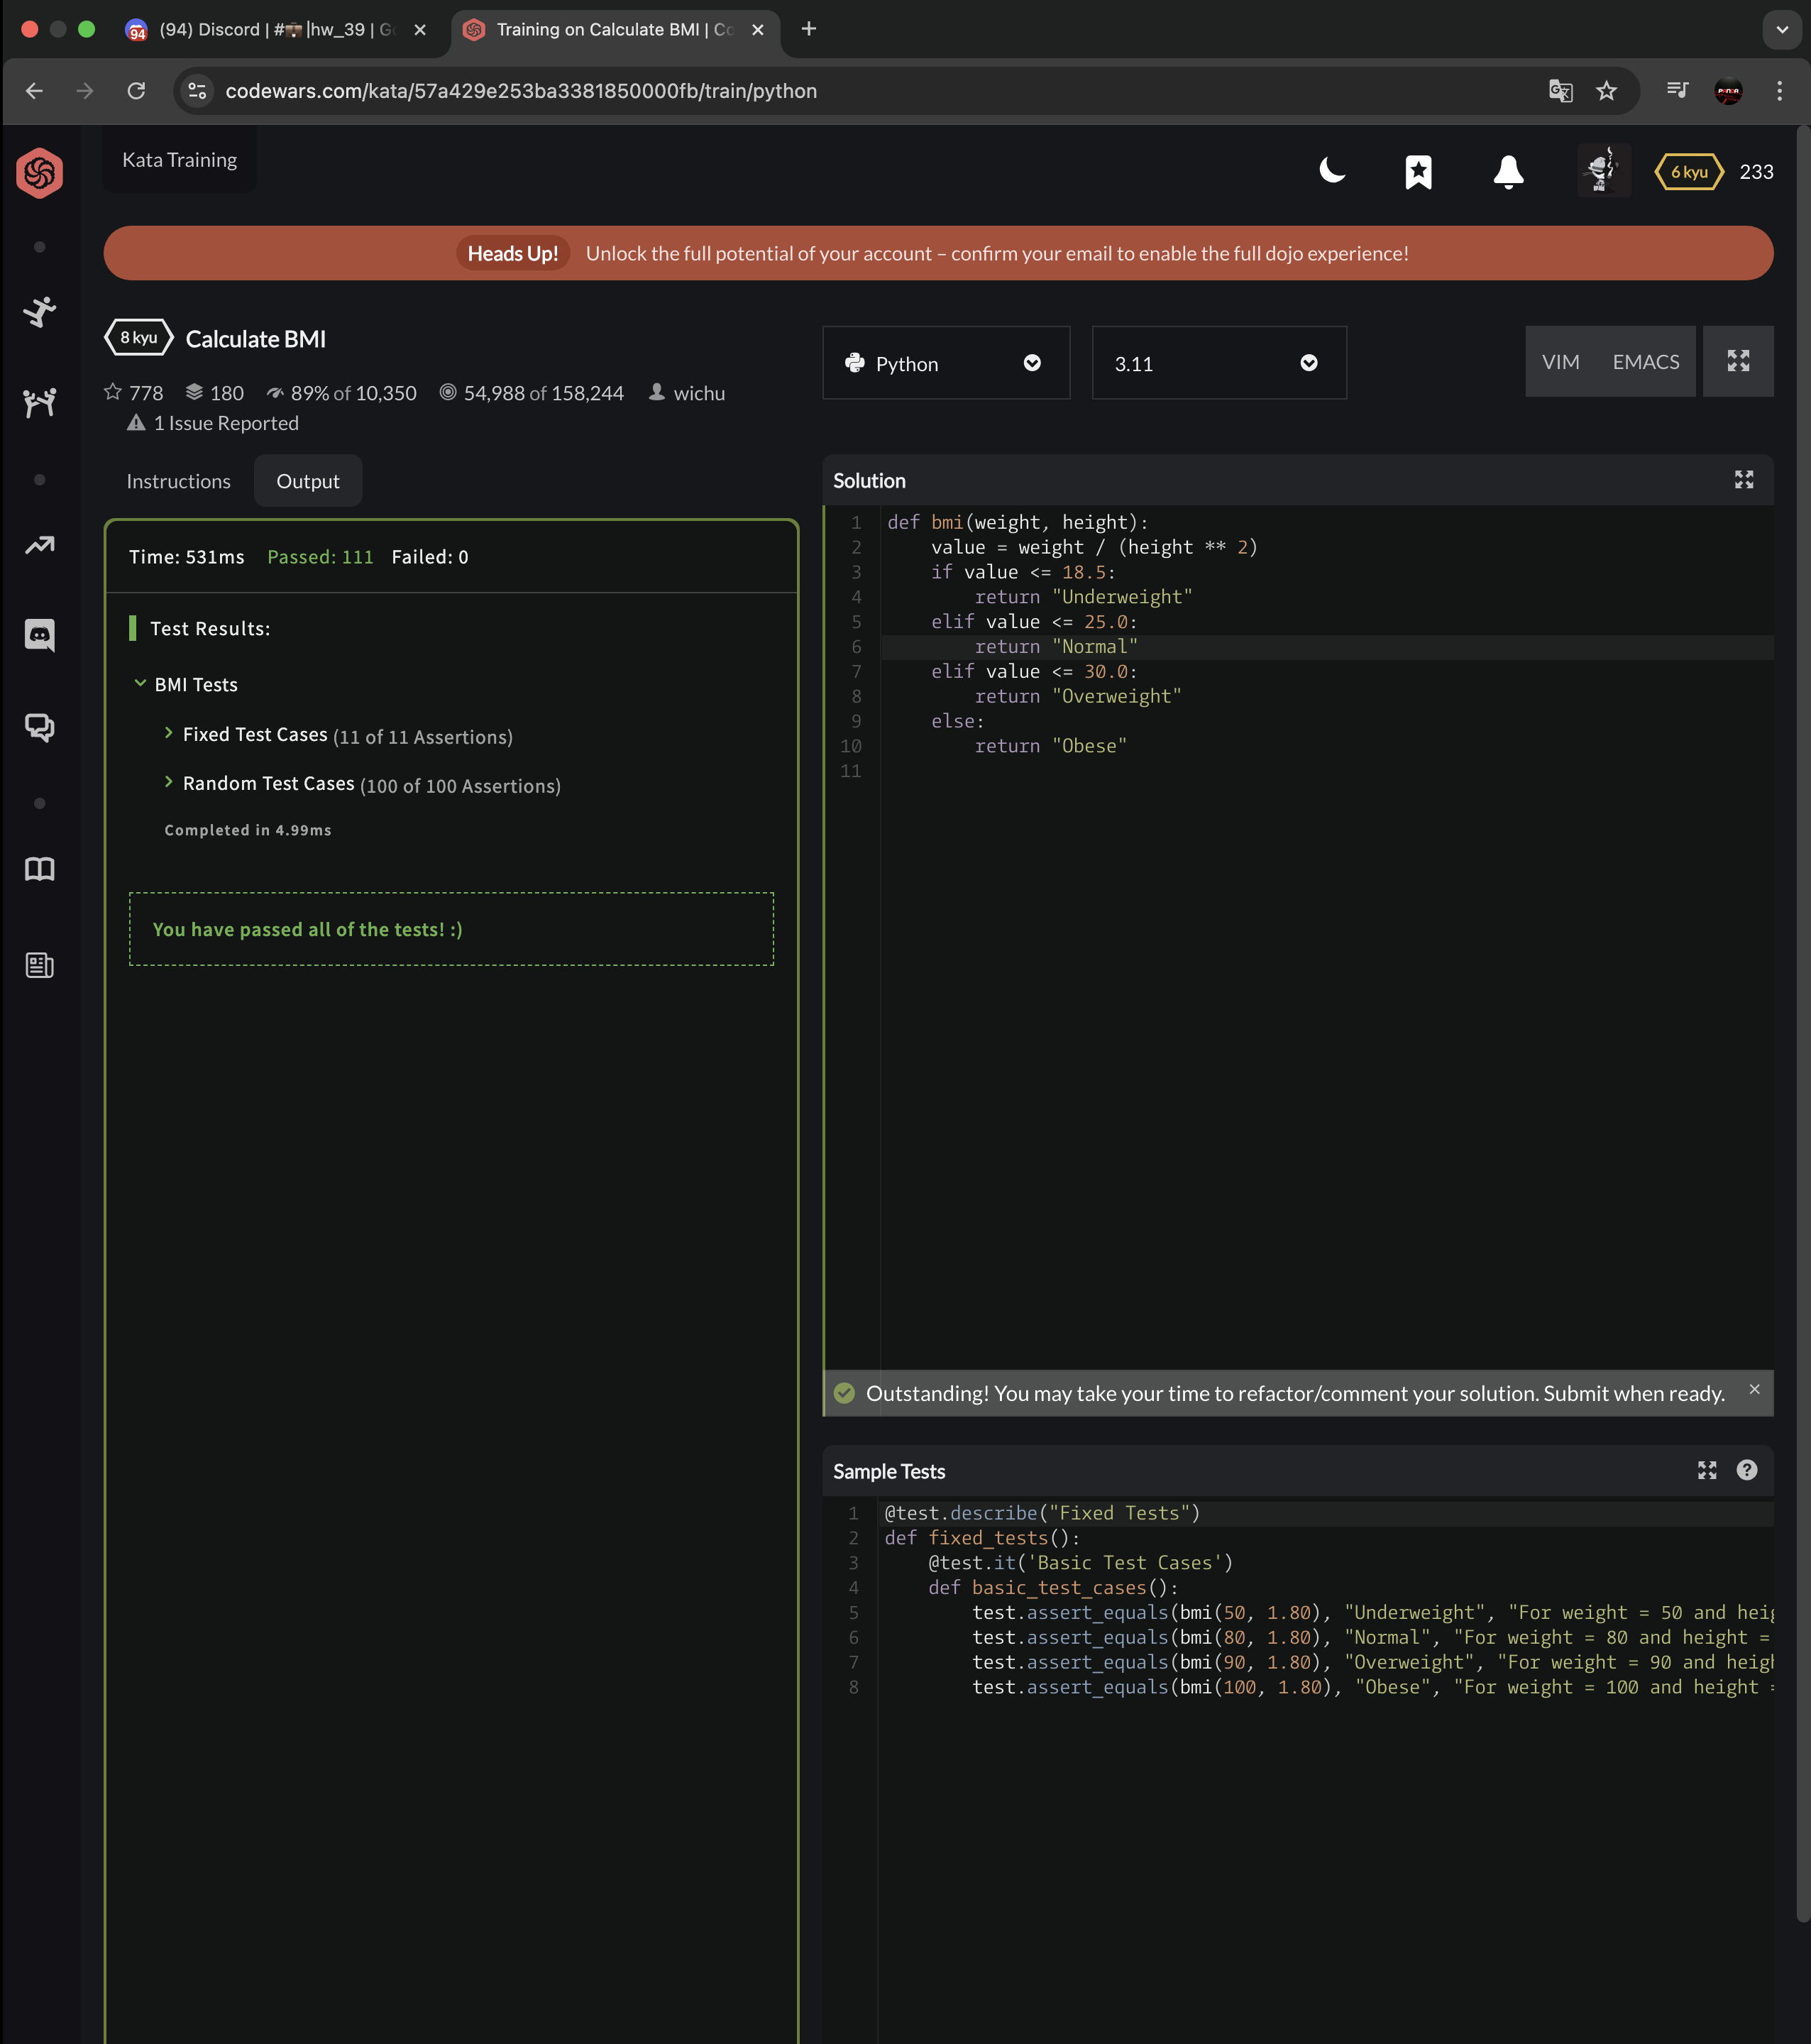 (94) Discord | #💼|hw_39 | G
Training on Calculate BMI | Co
94
codewars.com/kata/57a429e253ba3381850000fb/train/python
Kata Training
6 kyu
233
Heads Up!
Unlock the full potential of your account – confirm your email to enable the full dojo experience!
8 kyu
Calculate BMI
778
180
89% of 10,350
54,988 of 158,244
wichu
1 Issue Reported
Python
3.11
VIM
EMACS
Instructions
Output
Time: 531ms Passed: 111 Failed: 0
Test Results:
BMI Tests
Fixed Test Cases (11 of 11 Assertions)
Random Test Cases (100 of 100 Assertions)
Completed in 4.99ms
You have passed all of the tests! :)
Solution
1 def bmi(weight, height):
2     value = weight / (height ** 2)
3     if value <= 18.5:
4         return "Underweight"
5     elif value <= 25.0:
6         return "Normal"
7     elif value <= 30.0:
8         return "Overweight"
9     else:
10         return "Obese"
11
Outstanding! You may take your time to refactor/comment your solution. Submit when ready.
Sample Tests
1 @test.describe("Fixed Tests")
2 def fixed_tests():
3     @test.it('Basic Test Cases')
4     def basic_test_cases():
5         test.assert_equals(bmi(50, 1.80), "Underweight", "For weight = 50 and heig
6         test.assert_equals(bmi(80, 1.80), "Normal", "For weight = 80 and height =
7         test.assert_equals(bmi(90, 1.80), "Overweight", "For weight = 90 and heigh
8         test.assert_equals(bmi(100, 1.80), "Obese", "For weight = 100 and height =